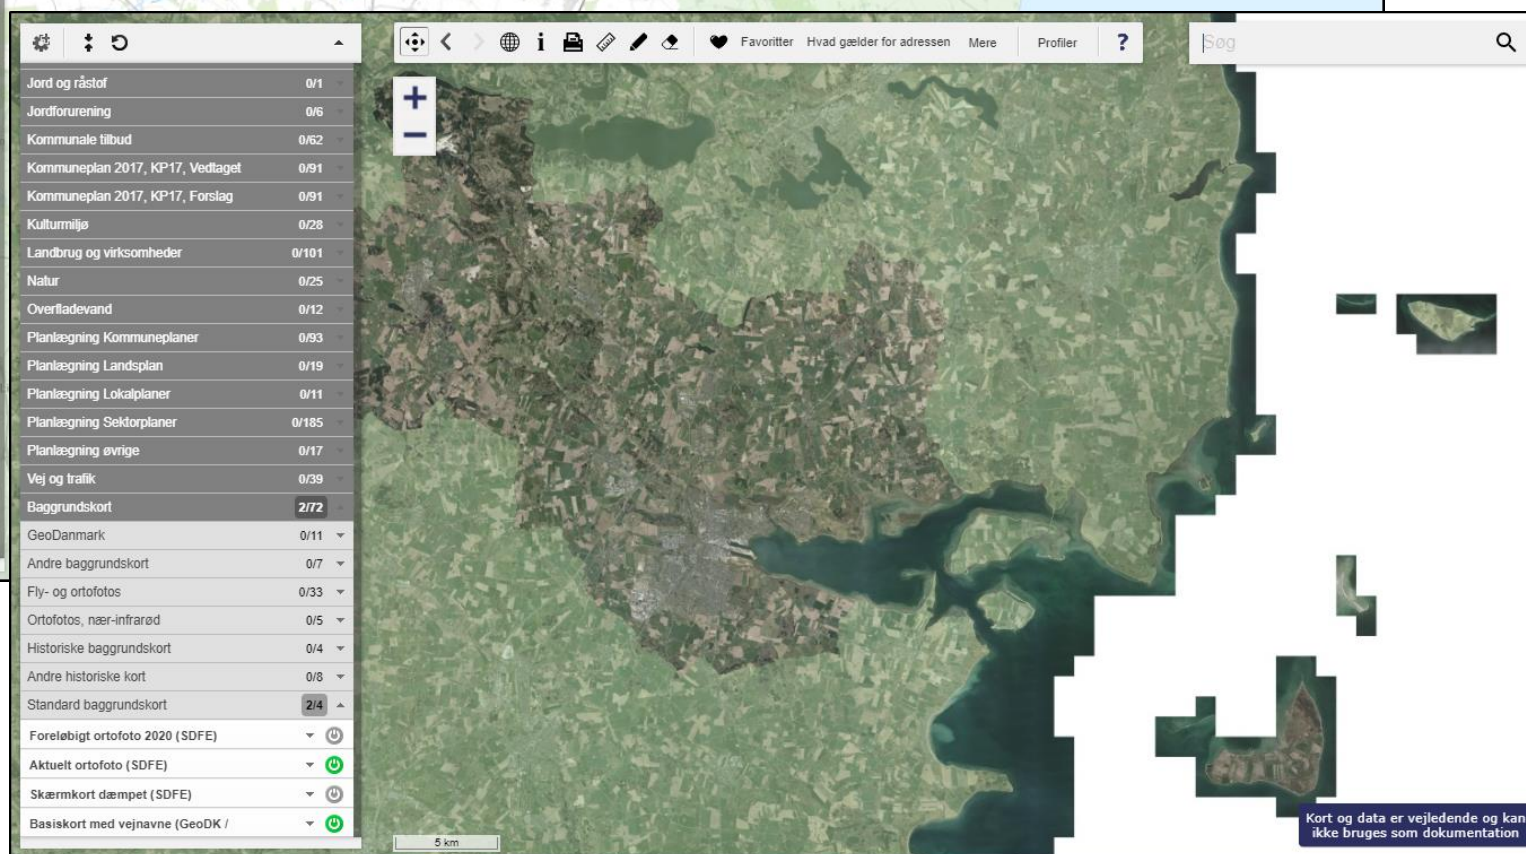 Favoritter Hvad gælder for adressen Mere Profiler ?
Søg
Jord og råstof 0/1
Jordforurening 0/6
Kommunale tilbud 0/62
Kommuneplan 2017, KP17, Vedtaget 0/91
Kommuneplan 2017, KP17, Forslag 0/91
Kulturmiljø 0/28
Landbrug og virksomheder 0/101
Natur 0/25
Overfladevand 0/12
Planlægning Kommuneplaner 0/93
Planlægning Landsplan 0/19
Planlægning Lokalplaner 0/11
Planlægning Sektorplaner 0/185
Planlægning øvrige 0/17
Vej og trafik 0/39
Baggrundskort 2/72
GeoDanmark 0/11
Andre baggrundskort 0/7
Fly- og ortofotos 0/33
Ortofotos, nær-infrarød 0/5
Historiske baggrundskort 0/4
Andre historiske kort 0/8
Standard baggrundskort 2/4
Foreløbigt ortofoto 2020 (SDFE)
Aktuelt ortofoto (SDFE)
Skærmkort dæmpet (SDFE)
Basiskort med vejnavne (GeoDK /
5 km
Kort og data er vejledende og kan
ikke bruges som dokumentation